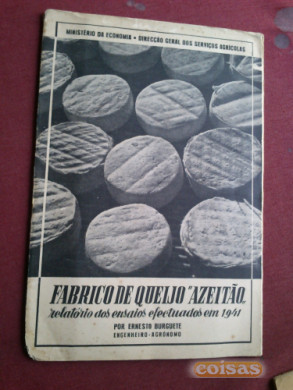 MINISTÉRIO DA ECONOMIA • DIRECÇÃO GERAL DOS SERVIÇOS AGRÍCOLAS
FABRICO DE QUEIJO "AZEITÃO"
relatório dos ensaios efectuados em 1941
POR ERNESTO BURGUETE
ENGENHEIRO-AGRÓNOMO
coisas